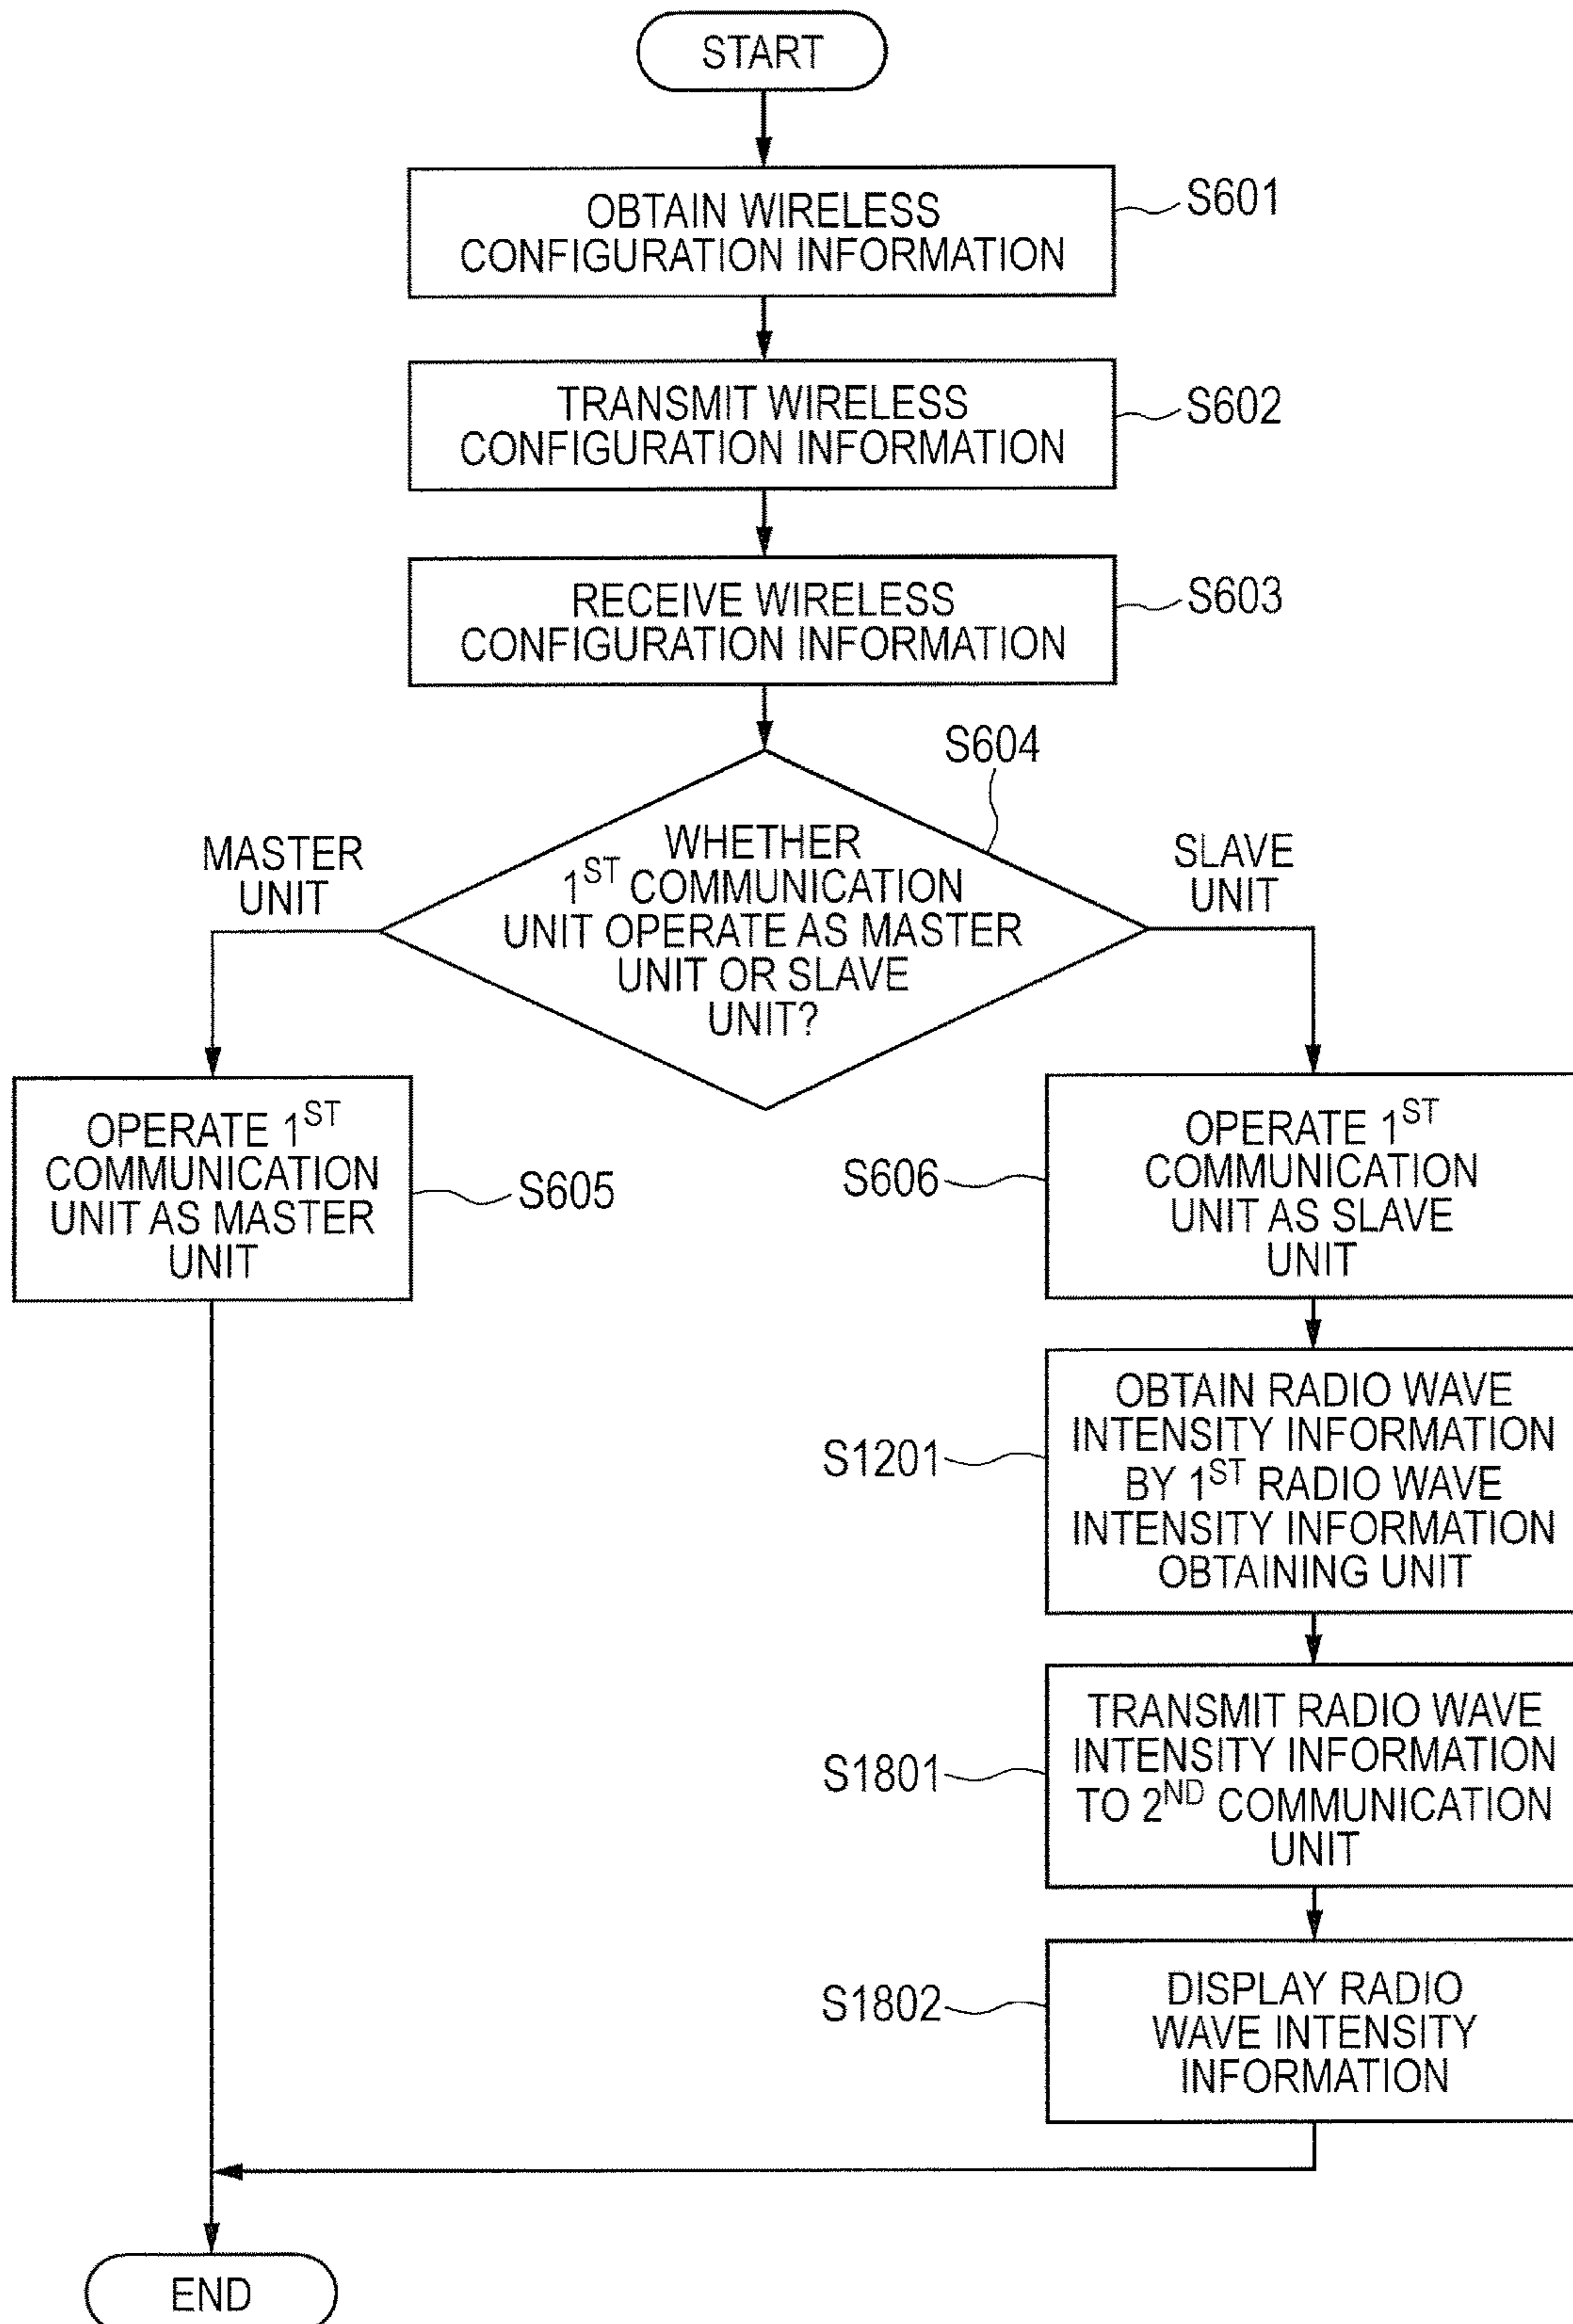 START
OBTAIN WIRELESS
CONFIGURATION INFORMATION
S601
TRANSMIT WIRELESS
CONFIGURATION INFORMATION
S602
RECEIVE WIRELESS
CONFIGURATION INFORMATION
S603
S604
WHETHER
1ST COMMUNICATION
UNIT OPERATE AS MASTER
UNIT OR SLAVE
UNIT?
MASTER
UNIT
SLAVE
UNIT
OPERATE 1ST
COMMUNICATION
UNIT AS MASTER
UNIT
S605
S606
OPERATE 1ST
COMMUNICATION
UNIT AS SLAVE
UNIT
S1201
OBTAIN RADIO WAVE
INTENSITY INFORMATION
BY 1ST RADIO WAVE
INTENSITY INFORMATION
OBTAINING UNIT
S1801
TRANSMIT RADIO WAVE
INTENSITY INFORMATION
TO 2ND COMMUNICATION
UNIT
S1802
DISPLAY RADIO
WAVE INTENSITY
INFORMATION
END